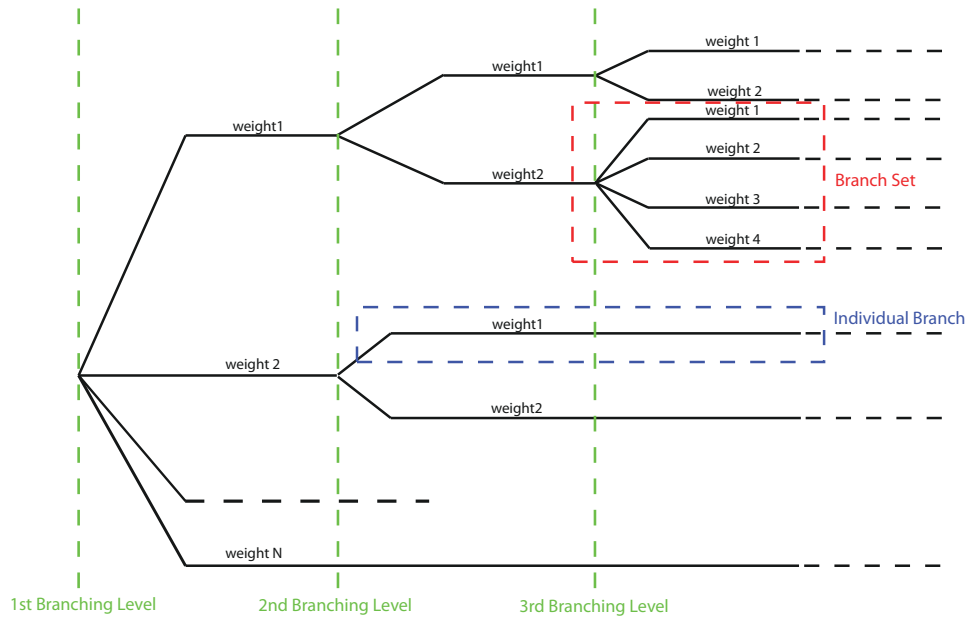 weight 1
weight1
weight 2
weight 1
weight1
weight 2
weight2
Branch Set
weight 3
weight 4
Individual Branch
weight1
weight 2
weight2
weight N
1st Branching Level
2nd Branching Level
3rd Branching Level